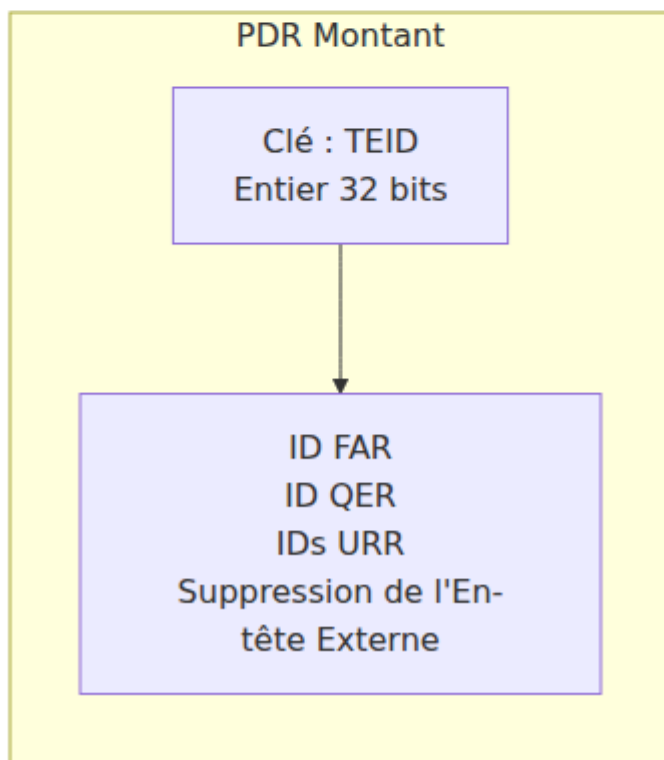 PDR Montant
Clé : TEID
Entier 32 bits
ID FAR
ID QER
IDs URR
Suppression de l'En-
tête Externe